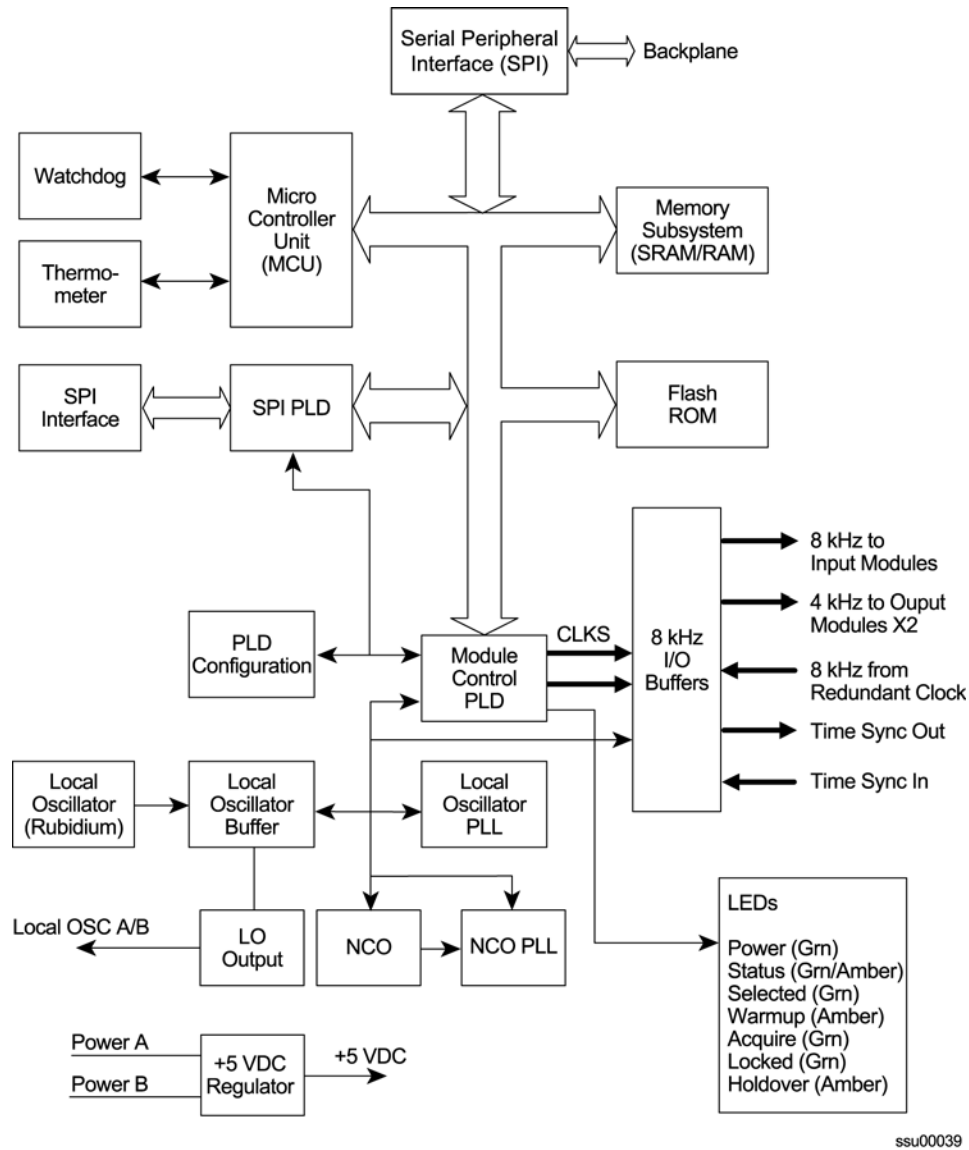 Serial Peripheral
Interface (SPI)
Backplane
Watchdog
Micro
Controller
Unit
(MCU)
Memory
Subsystem
(SRAM/RAM)
Thermo-
meter
SPI
Interface
SPI PLD
Flash
ROM
8 kHz to
Input Modules
4 kHz to Ouput
Modules X2
8 kHz from
Redundant Clock
Time Sync Out
Time Sync In
8 kHz
I/O
Buffers
CLKS
PLD
Configuration
Module
Control
PLD
Local
Oscillator
(Rubidium)
Local
Oscillator
Buffer
Local
Oscillator
PLL
Local OSC A/B
LO
Output
NCO
NCO PLL
LEDs
Power (Grn)
Status (Grn/Amber)
Selected (Grn)
Warmup (Amber)
Acquire (Grn)
Locked (Grn)
Holdover (Amber)
Power A
Power B
+5 VDC
Regulator
+5 VDC
ssu00039